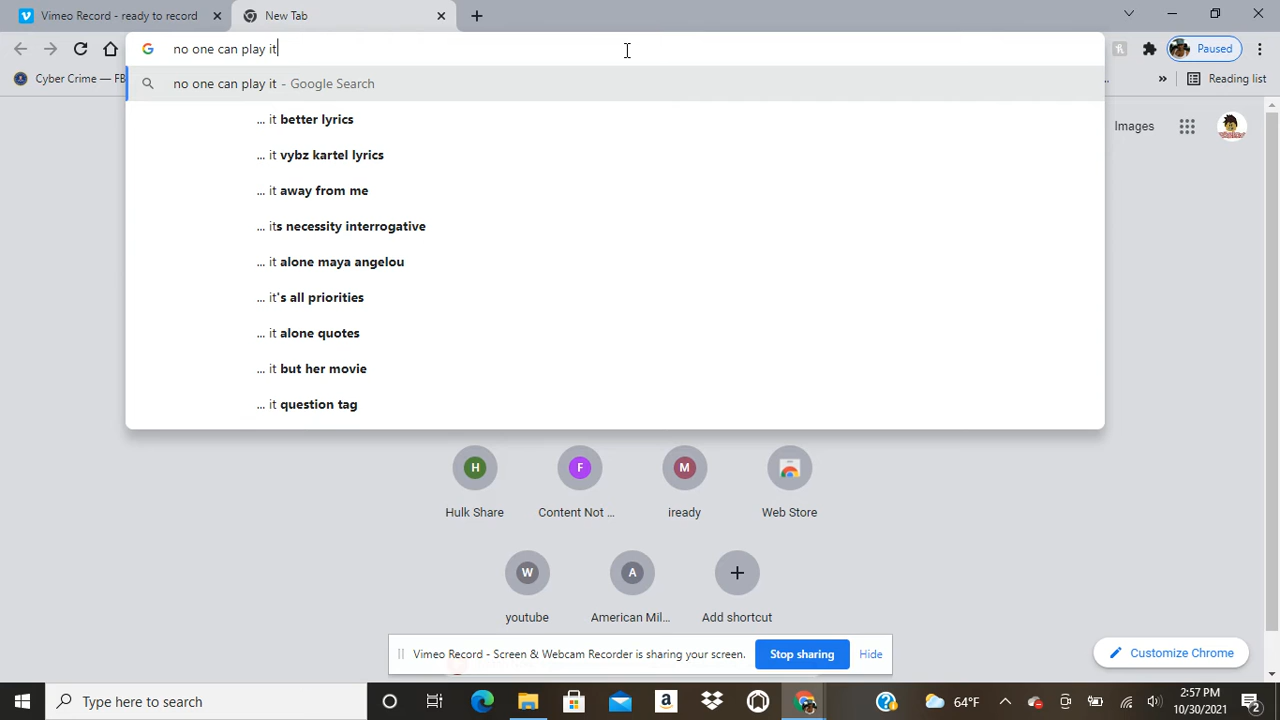 Vimeo Record - ready to record
New Tab
no one can play it
Paused
Cyber Crime — FB
Reading list
no one can play it - Google Search
... it better lyrics
... it vybz kartel lyrics
... it away from me
... its necessity interrogative
... it alone maya angelou
... it's all priorities
... it alone quotes
... it but her movie
... it question tag
Images
H
F
M
Hulk Share
Content Not ...
iready
Web Store
W
A
youtube
American Mil...
Add shortcut
Vimeo Record - Screen & Webcam Recorder is sharing your screen.
Stop sharing
Hide
Customize Chrome
Type here to search
64°F
2:57 PM
10/30/2021
2